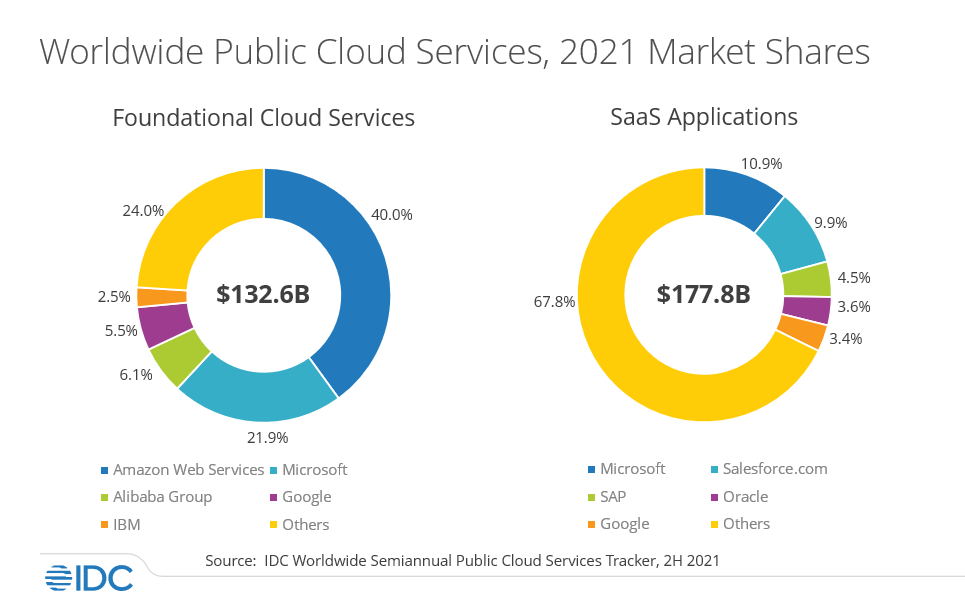 Worldwide Public Cloud Services, 2021 Market Shares
Foundational Cloud Services
40.0%
21.9%
6.1%
5.5%
2.5%
24.0%
$132.6B
Amazon Web Services Microsoft
Alibaba Group Google
IBM Others
SaaS Applications
10.9%
9.9%
4.5%
3.6%
3.4%
67.8%
$177.8B
Microsoft Salesforce.com
SAP Oracle
Google Others
Source: IDC Worldwide Semiannual Public Cloud Services Tracker, 2H 2021
IDC